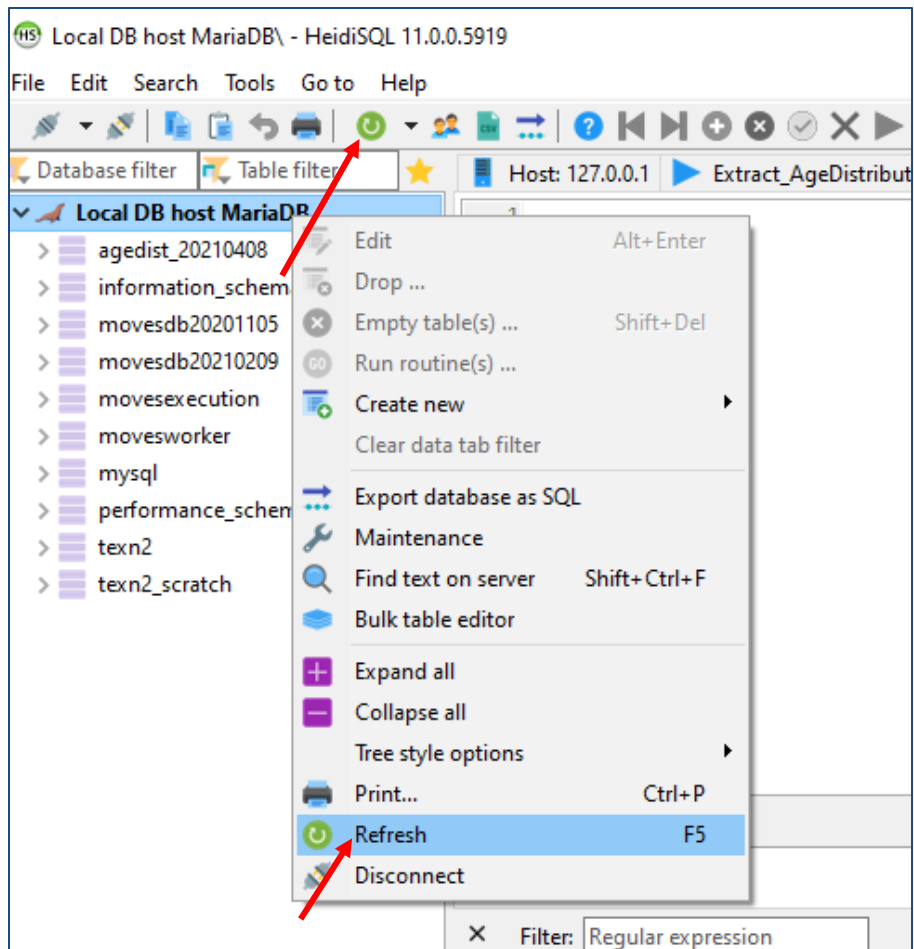 HS Local DB host MariaDB\ - HeidiSQL 11.0.0.5919
File Edit Search Tools Go to Help
CSV
Database filter Table filter
Host: 127.0.0.1 Extract_AgeDistribut
Local DB host MariaDB
1
agedist_20210408
information_schem
movesdb20201105
movesdb20210209
movesexecution
movesworker
mysql
performance_schem
texn2
texn2_scratch
Edit Alt+Enter
Drop ...
Empty table(s) ... Shift+Del
GO Run routine(s) ...
Create new
Clear data tab filter
Export database as SQL
Maintenance
Find text on server Shift+Ctrl+F
Bulk table editor
Expand all
Collapse all
Tree style options
Print... Ctrl+P
Refresh F5
Disconnect
Filter: Regular expression